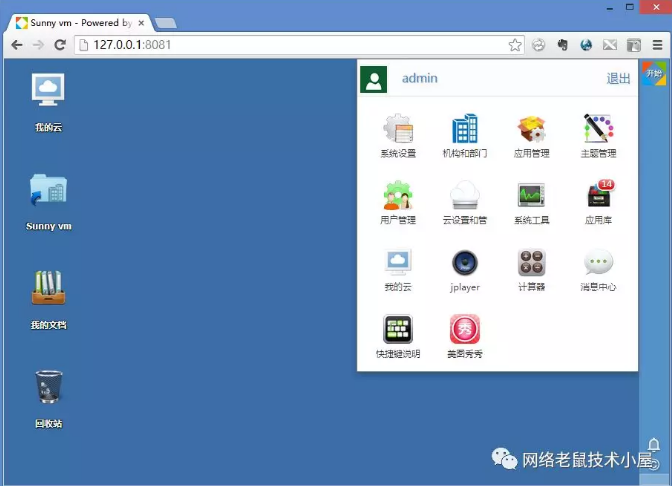 Sunny vm - Powered by
127.0.0.1:8081
admin
退出
开始
我的云
Sunny vm
我的文档
回收站
系统设置
机构和部门
应用管理
主题管理
用户管理
云设置和管
系统工具
14
应用库
我的云
jplayer
计算器
消息中心
快捷键说明
秀
美图秀秀
网络老鼠技术小屋